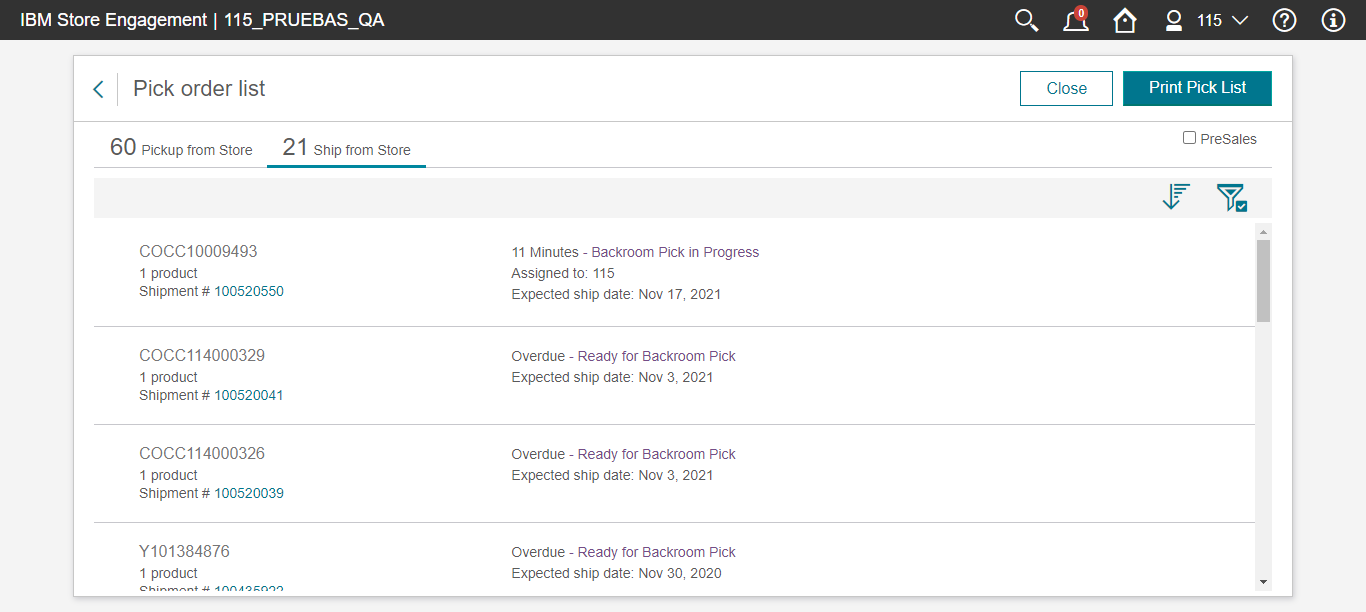 IBM Store Engagement | 115_PRUEBAS_QA
0
115
Pick order list
Close
Print Pick List
60 Pickup from Store
21 Ship from Store
PreSales
COCC10009493
1 product
Shipment # 100520550
11 Minutes - Backroom Pick in Progress
Assigned to: 115
Expected ship date: Nov 17, 2021
COCC114000329
1 product
Shipment # 100520041
Overdue - Ready for Backroom Pick
Expected ship date: Nov 3, 2021
COCC114000326
1 product
Shipment # 100520039
Overdue - Ready for Backroom Pick
Expected ship date: Nov 3, 2021
Y101384876
1 product
Shipment # 100435922
Overdue - Ready for Backroom Pick
Expected ship date: Nov 30, 2020